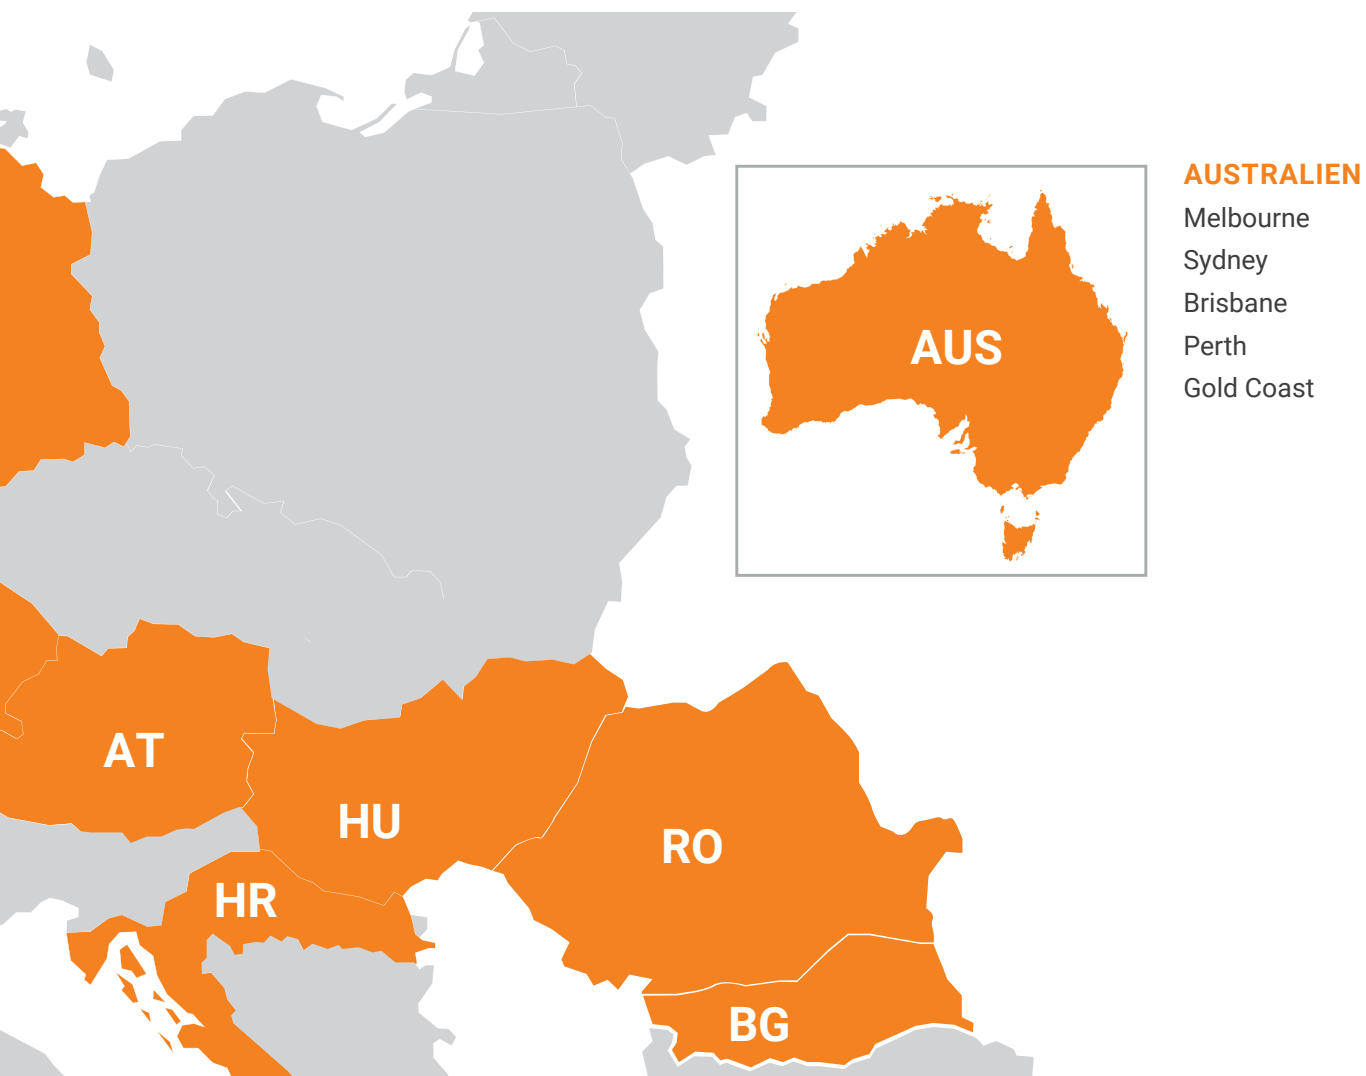 AUSTRALIEN
Melbourne
Sydney
Brisbane
Perth
Gold Coast
AUS
AT
HU
RO
HR
BG